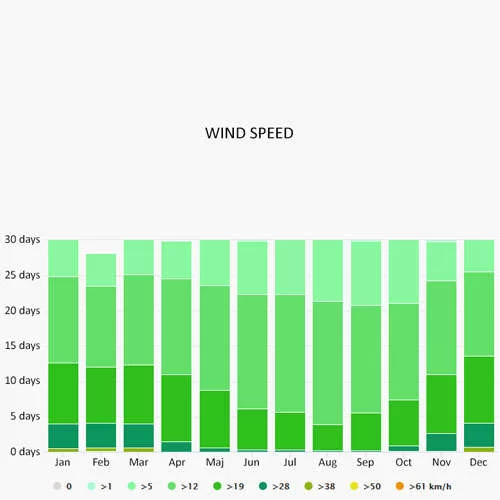 WIND SPEED
30 days
25 days
20 days
15 days
10 days
5 days
0 days
Jan Feb Mar Apr Maj Jun Jul Aug Sep Oct Nov Dec
0 >1 >5 >12 >19 >28 >38 >50 >61 km/h